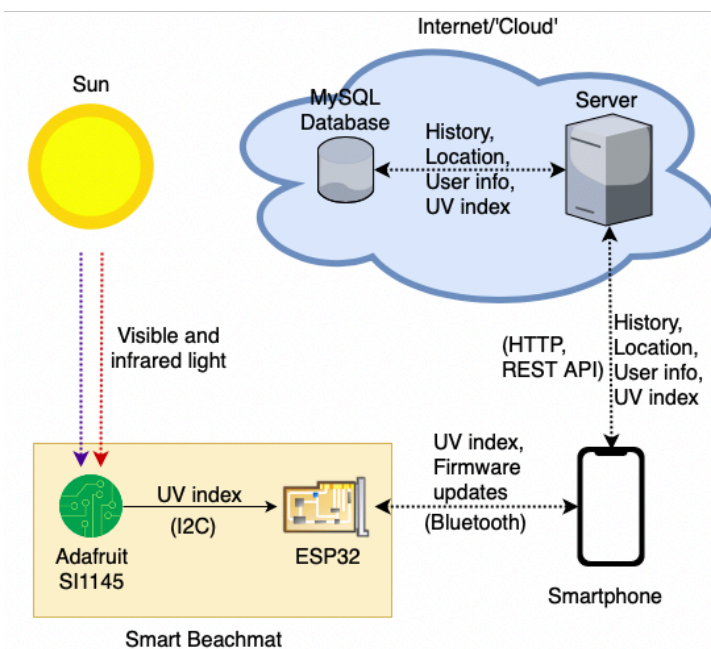 Internet/'Cloud'
Sun
MySQL
Database
Server
History,
Location,
User info,
UV index
Visible and
infrared light
(HTTP,
REST API)
History,
Location,
User info,
UV index
UV index
(I2C)
Adafruit
SI1145
ESP32
UV index,
Firmware
updates
(Bluetooth)
Smartphone
Smart Beachmat